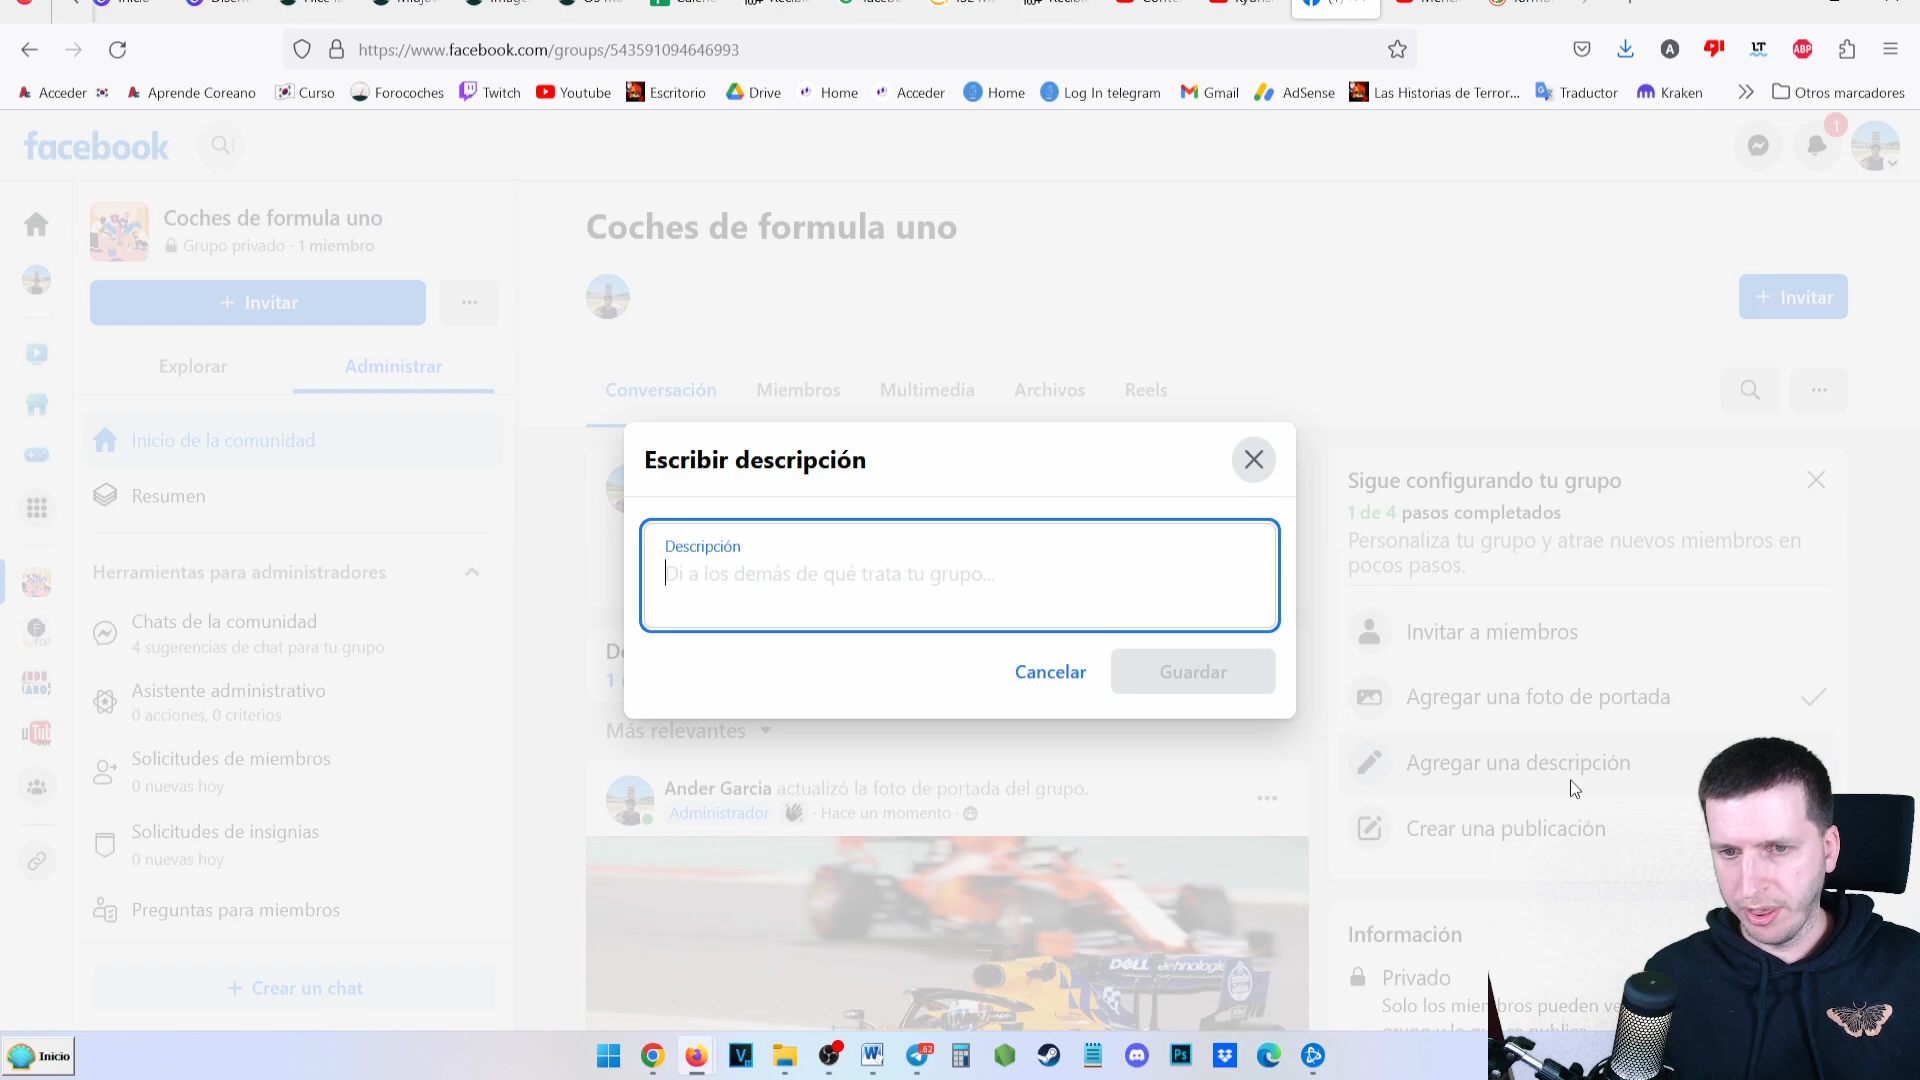 https://www.facebook.com/groups/543591094646993
Acceder
Aprende Coreano
Curso
Forocoches
Twitch
Youtube
Escritorio
Drive
Home
Acceder
Home
Log In telegram
Gmail
AdSense
Las Historias de Terror...
Traductor
Kraken
Otros marcadores
facebook
1
Coches de formula uno
Grupo privado · 1 miembro
+ Invitar
Explorar
Administrar
Inicio de la comunidad
Resumen
Herramientas para administradores
Chats de la comunidad
4 sugerencias de chat para tu grupo
Asistente administrativo
0 acciones, 0 criterios
Solicitudes de miembros
0 nuevas hoy
Solicitudes de insignias
0 nuevas hoy
Preguntas para miembros
+ Crear un chat
Coches de formula uno
+ Invitar
Conversación
Miembros
Multimedia
Archivos
Reels
Escribir descripción
Descripción
Di a los demás de qué trata tu grupo...
Cancelar
Guardar
Más relevantes
Ander Garcia actualizó la foto de portada del grupo.
Administrador · Hace un momento ·
DELL
Sigue configurando tu grupo
1 de 4 pasos completados
Personaliza tu grupo y atrae nuevos miembros en
pocos pasos.
Invitar a miembros
Agregar una foto de portada
Agregar una descripción
Crear una publicación
Información
Privado
Inicio